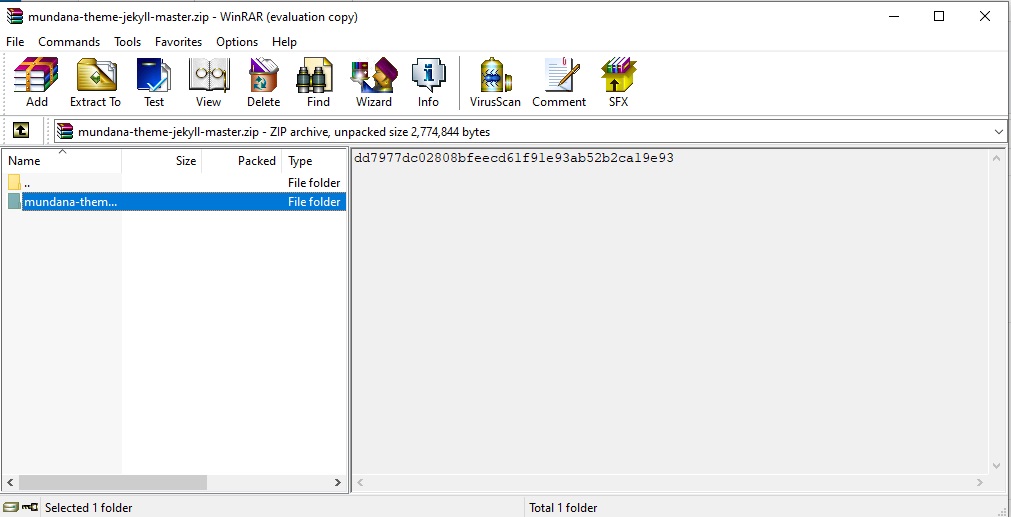 mundana-theme-jekyll-master.zip - WinRAR (evaluation copy)
File Commands Tools Favorites Options Help
Add Extract To Test View Delete Find Wizard Info VirusScan Comment SFX
mundana-theme-jekyll-master.zip - ZIP archive, unpacked size 2,774,844 bytes
Name Size Packed Type
.. File folder
mundana-them... File folder
dd7977dc02808bfeecd61f91e93ab52b2ca19e93
Selected 1 folder
Total 1 folder